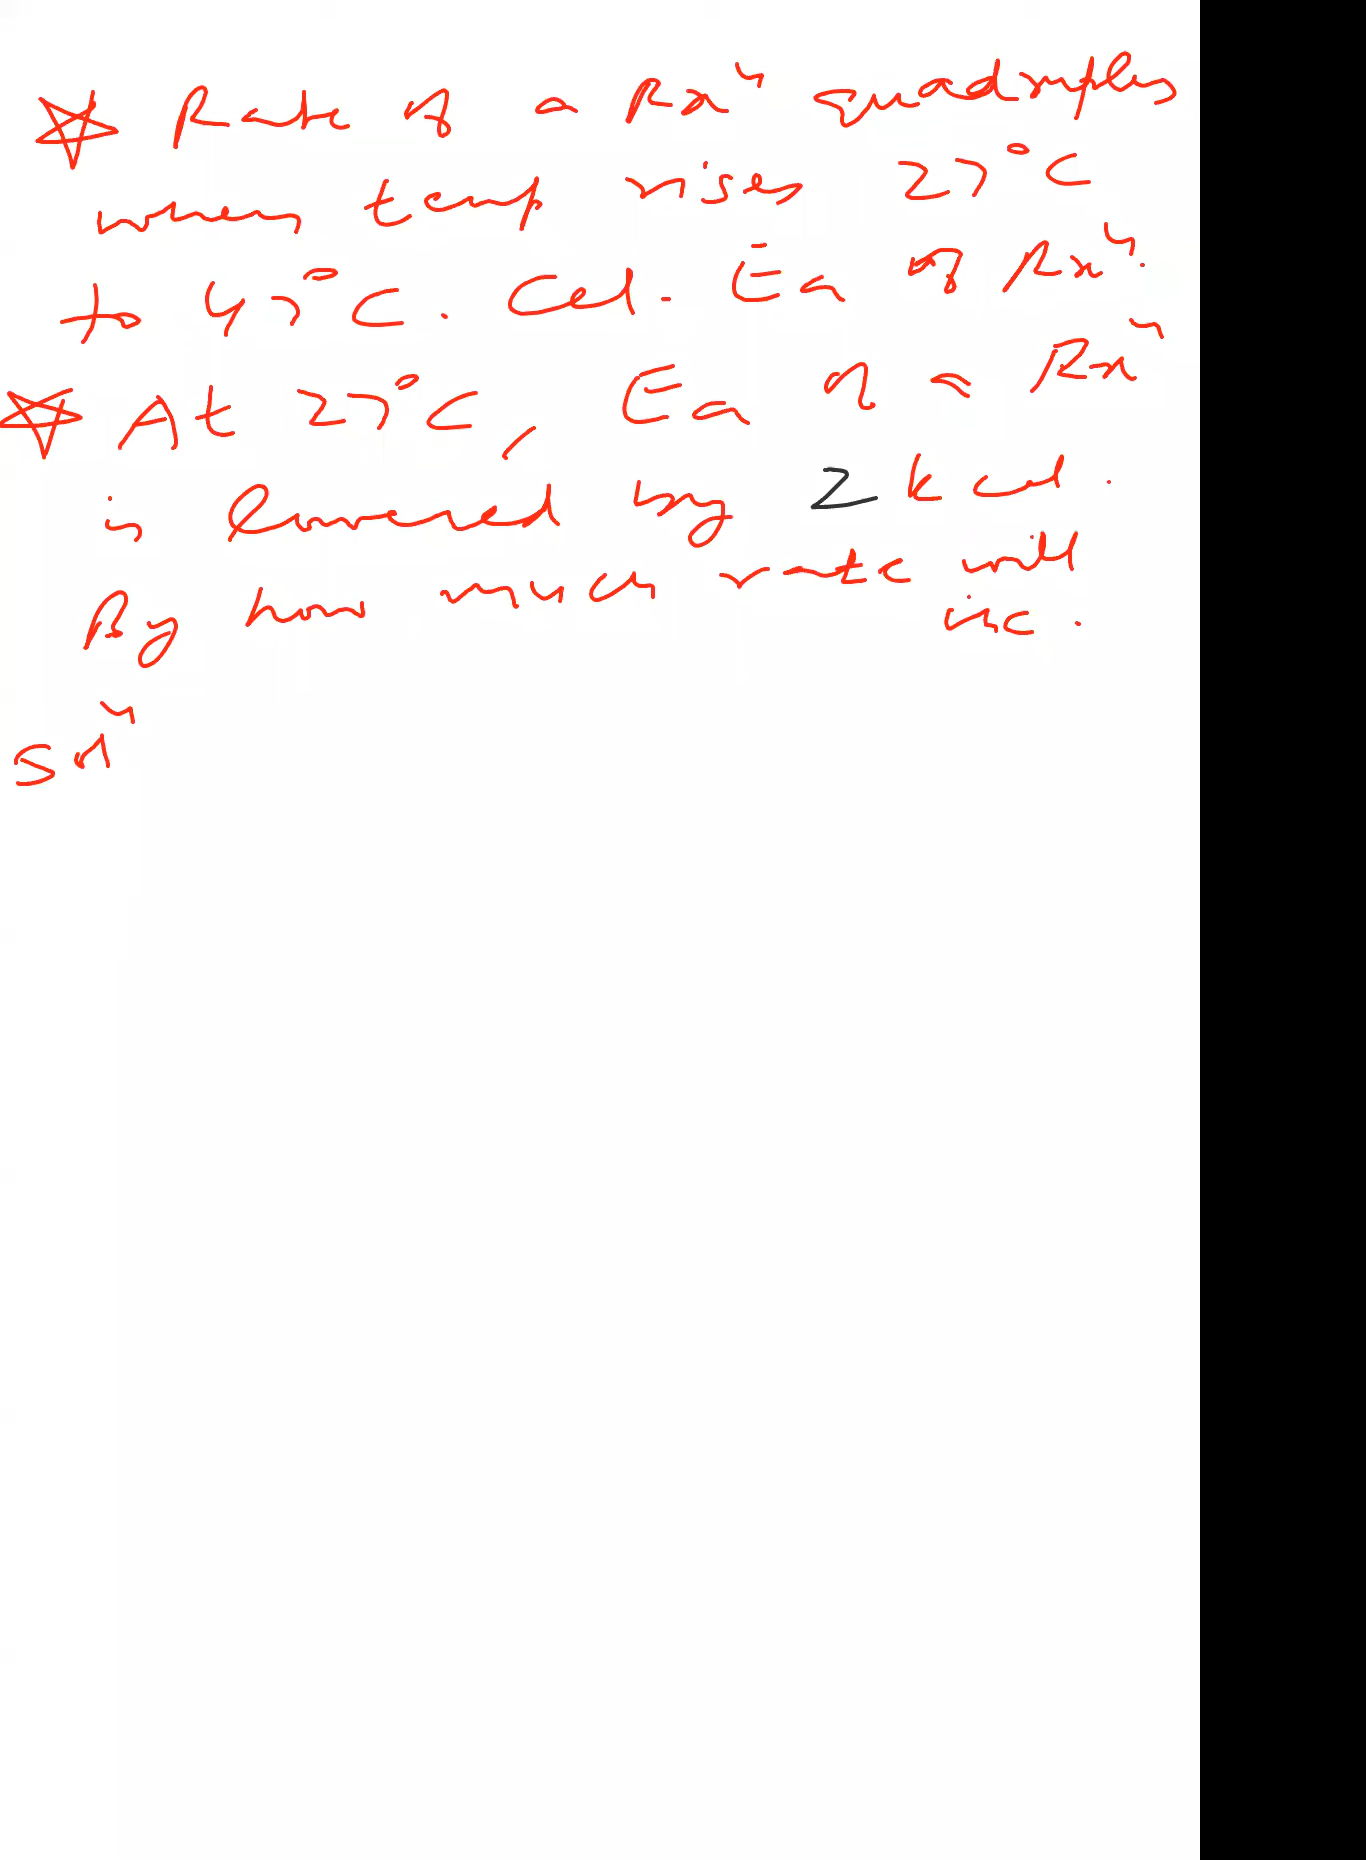 ☆ Rate of a Rxⁿ quadruples
when temp rises 27°C
to 47°C. Cal. Ea of Rxⁿ.
☆ At 27°C, Ea of a Rxⁿ
is lowered by 2 kcal.
By how much rate will
inc.
Solⁿ